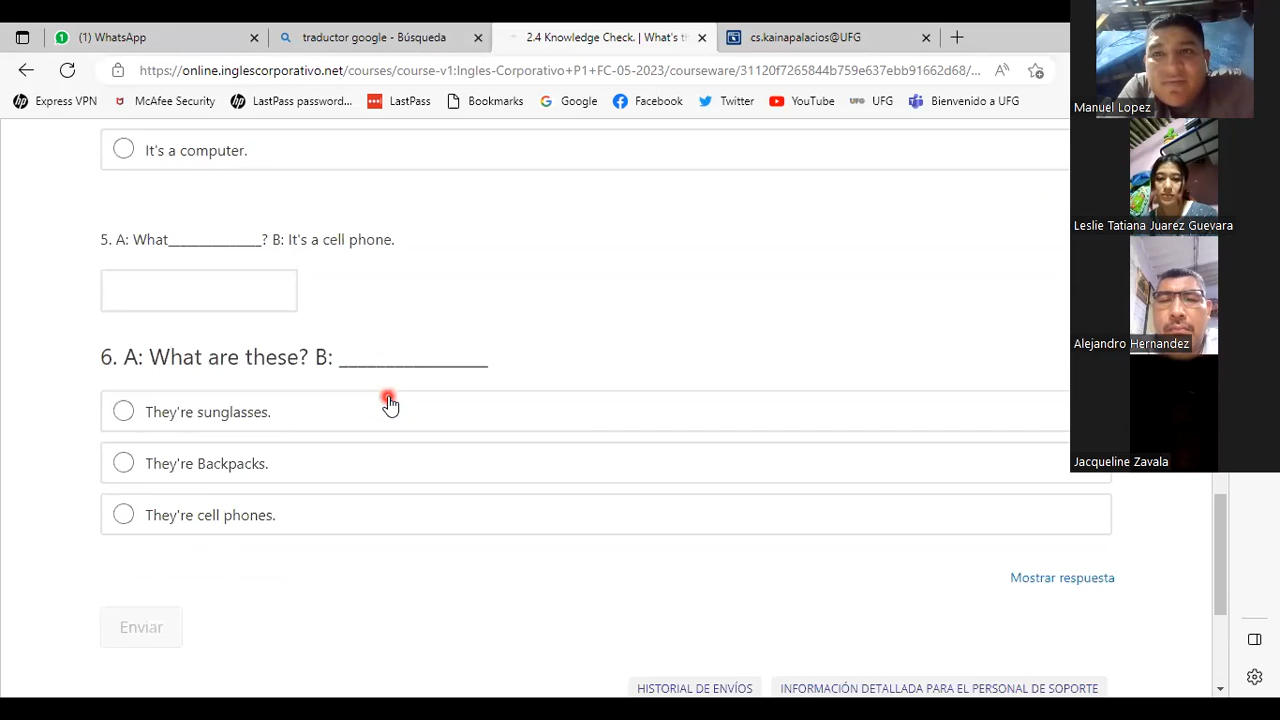 (1) WhatsApp
traductor google - Búsqueda
2.4 Knowledge Check. | What's th
cs.kainapalacios@UFG
https://online.inglescorporativo.net/courses/course-v1:Ingles-Corporativo+P1+FC-05-2023/courseware/31120f7265844b759e637ebb91662d68/...
Express VPN
McAfee Security
LastPass password...
LastPass
Bookmarks
Google
Facebook
Twitter
YouTube
UFG
Bienvenido a UFG
It's a computer.
5. A: What______________? B: It's a cell phone.
6. A: What are these? B: ________________
They're sunglasses.
They're Backpacks.
They're cell phones.
Mostrar respuesta
Enviar
HISTORIAL DE ENVÍOS
INFORMACIÓN DETALLADA PARA EL PERSONAL DE SOPORTE
Manuel Lopez
Leslie Tatiana Juarez Guevara
Alejandro Hernandez
Jacqueline Zavala